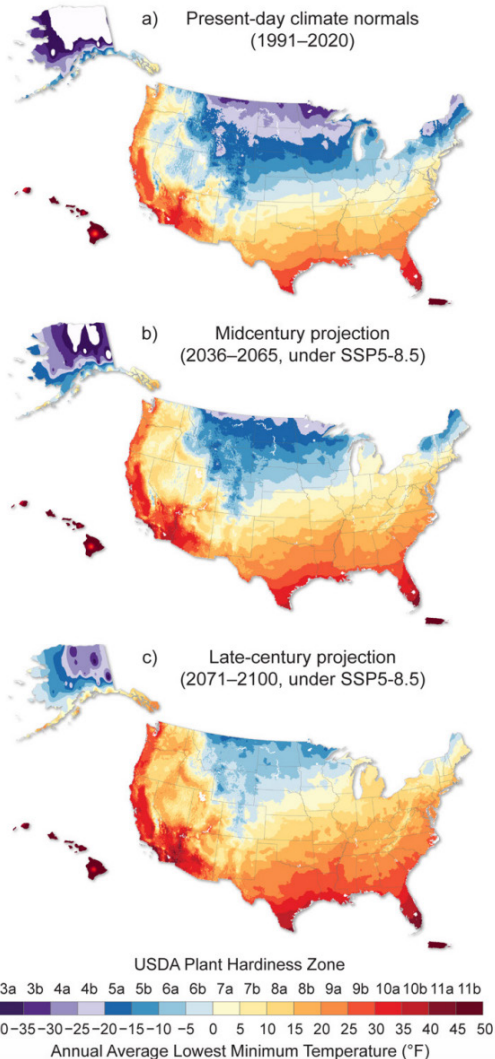 a) Present-day climate normals
(1991–2020)
b) Midcentury projection
(2036–2065, under SSP5-8.5)
c) Late-century projection
(2071–2100, under SSP5-8.5)
USDA Plant Hardiness Zone
3a 3b 4a 4b 5a 5b 6a 6b 7a 7b 8a 8b 9a 9b 10a 10b 11a 11b
0−35−30−25−20−15−10 −5 0 5 10 15 20 25 30 35 40 45 50
Annual Average Lowest Minimum Temperature (°F)